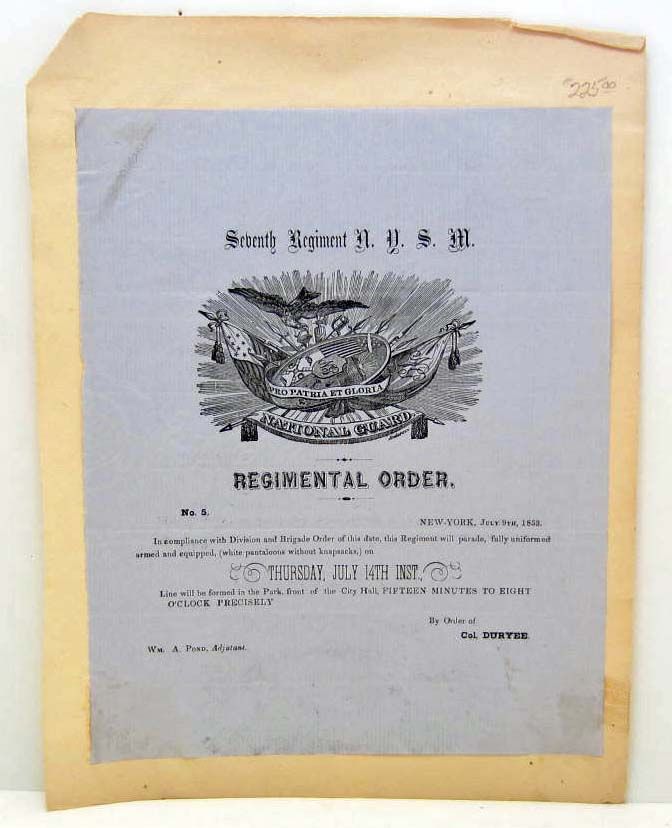 225.00
Seventh Regiment N. Y. S. M.
PRO PATRIA ET GLORIA
NATIONAL GUARD.
REGIMENTAL ORDER.
No. 5.
NEW-YORK, JULY 9TH, 1853.
In compliance with Division and Brigade Order of this date, this Regiment will parade, fully uniformed
armed and equipped, (white pantaloons without knapsacks,) on
THURSDAY, JULY 14TH INST.,
Line will be formed in the Park, front of the City Hall, FIFTEEN MINUTES TO EIGHT
O'CLOCK PRECISELY
By Order of
Col. DURYEE.
WM. A. POND, Adjutant.